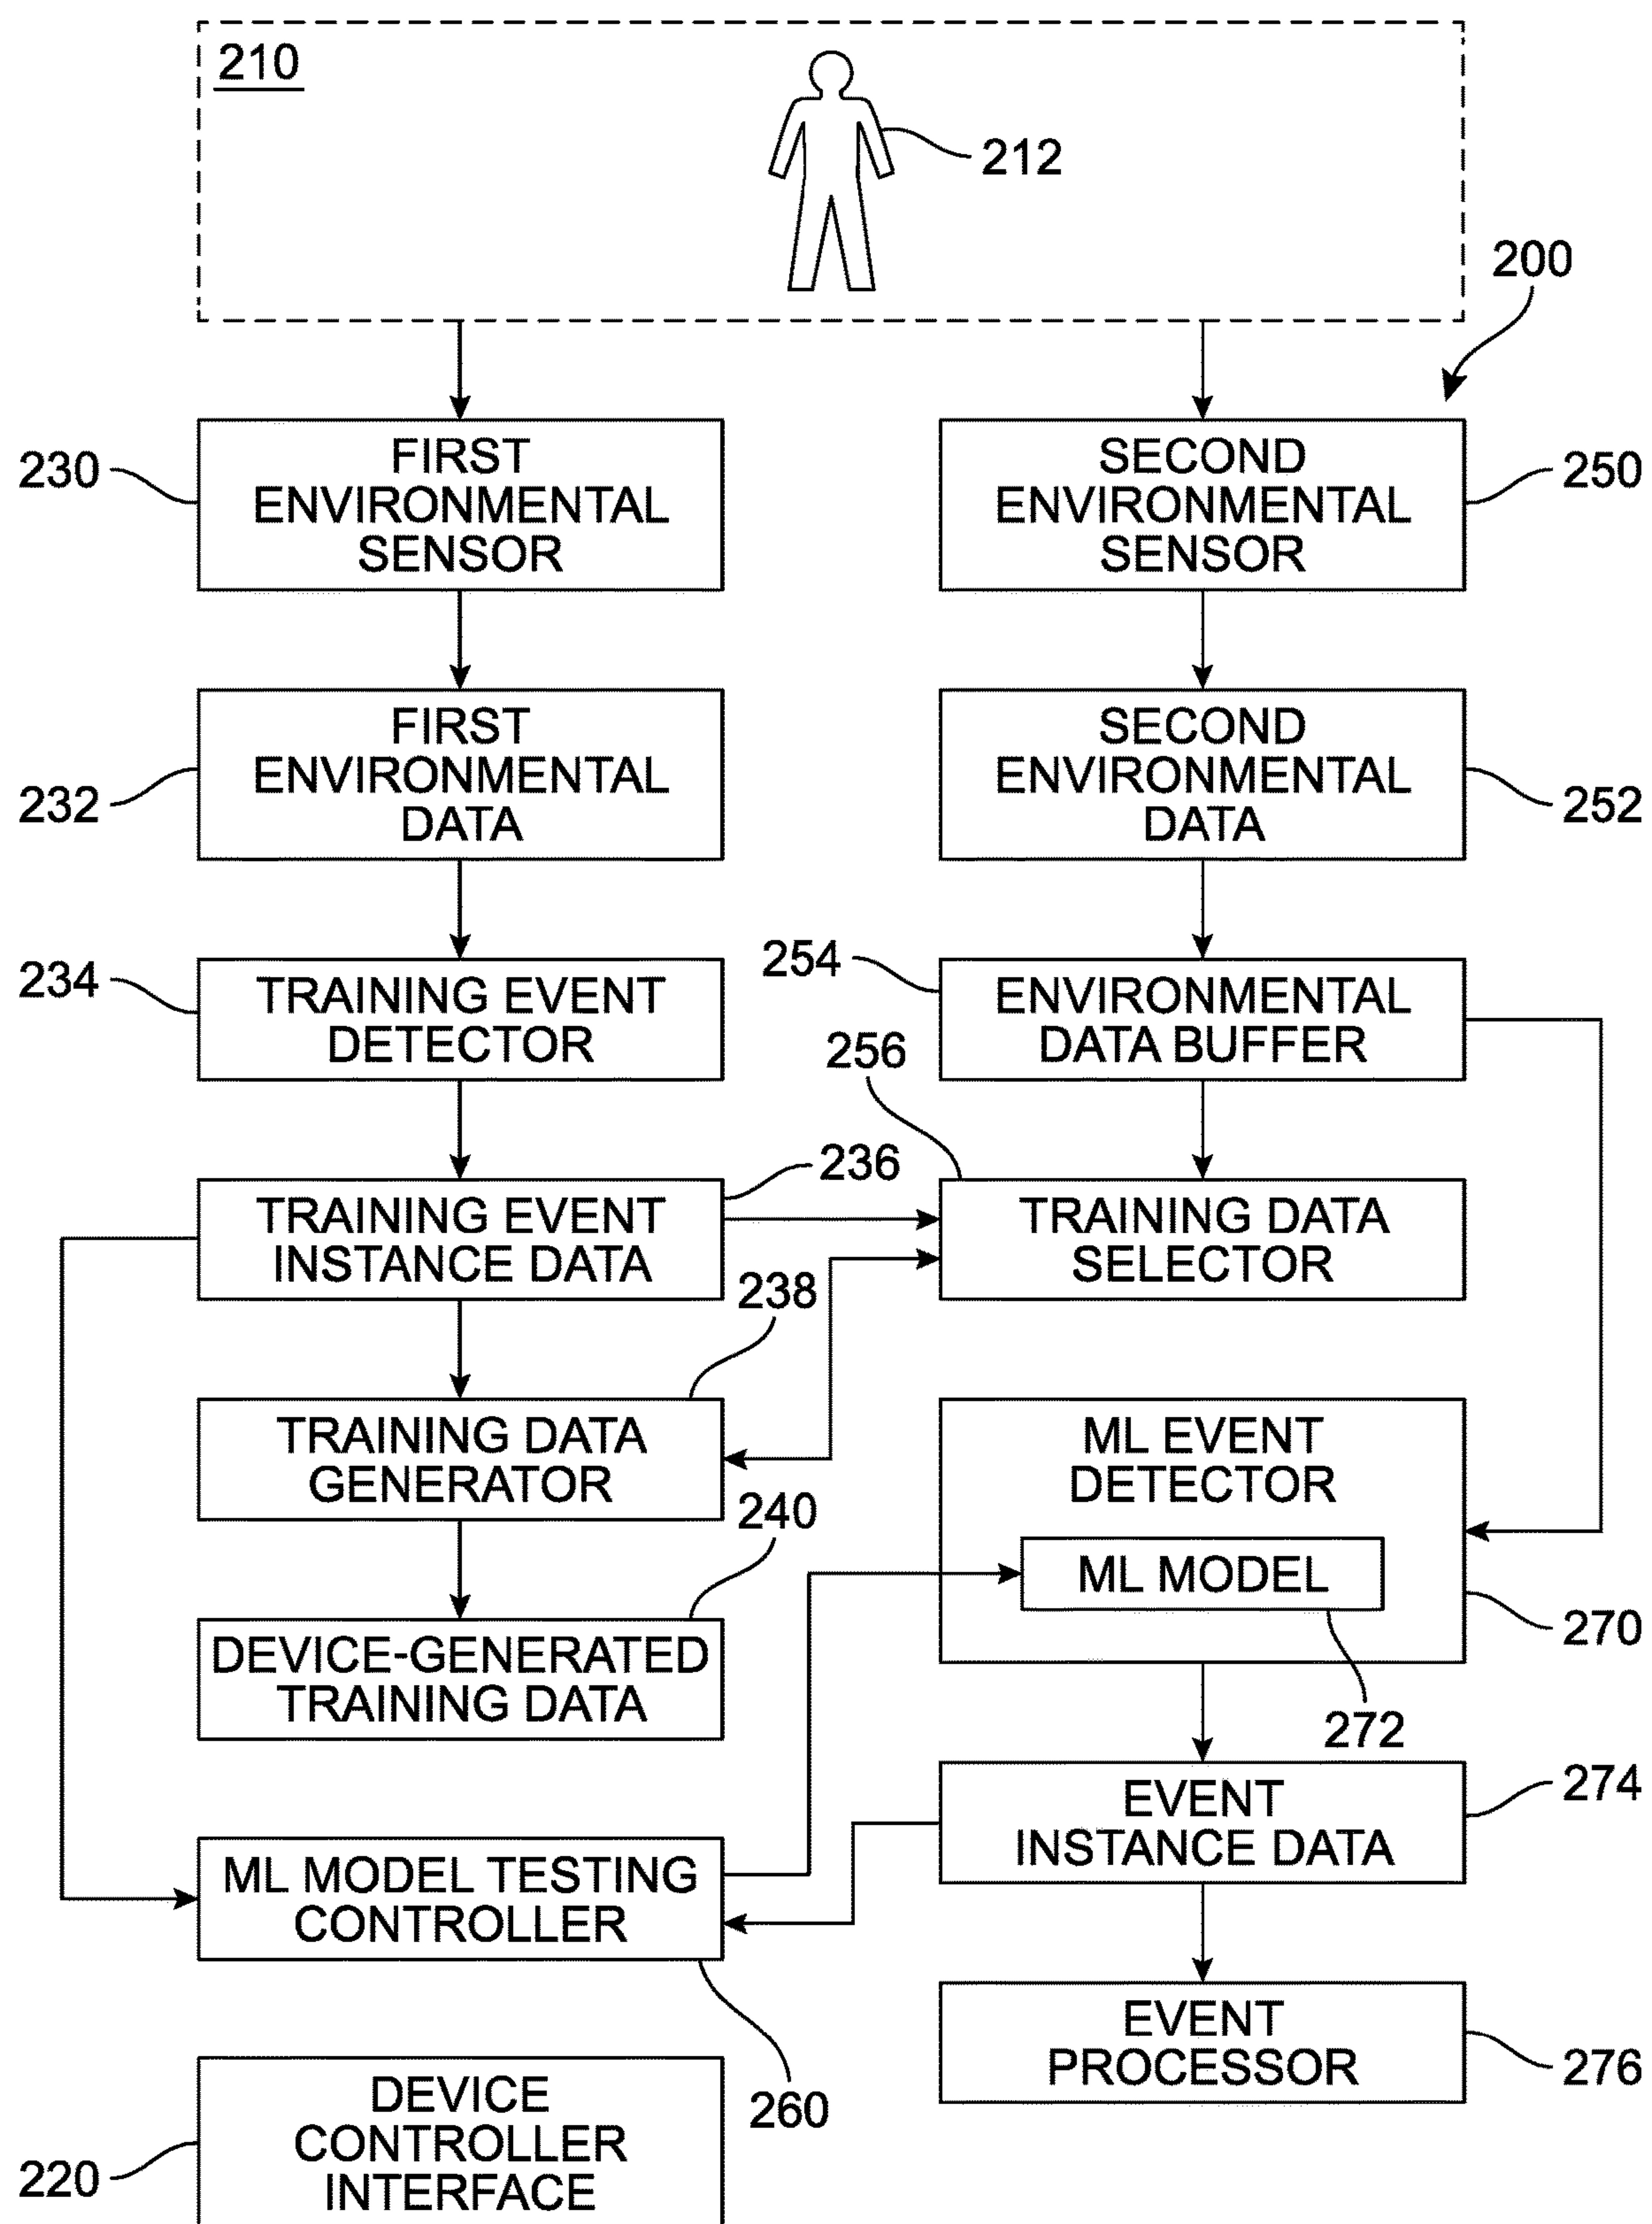 210
212
200
230
FIRST
ENVIRONMENTAL
SENSOR
SECOND
ENVIRONMENTAL
SENSOR
250
232
FIRST
ENVIRONMENTAL
DATA
SECOND
ENVIRONMENTAL
DATA
252
234
TRAINING EVENT
DETECTOR
254
ENVIRONMENTAL
DATA BUFFER
256
236
TRAINING EVENT
INSTANCE DATA
TRAINING DATA
SELECTOR
238
TRAINING DATA
GENERATOR
ML EVENT
DETECTOR
240
ML MODEL
270
DEVICE-GENERATED
TRAINING DATA
272
EVENT
INSTANCE DATA
274
ML MODEL TESTING
CONTROLLER
260
EVENT
PROCESSOR
276
DEVICE
CONTROLLER
INTERFACE
220